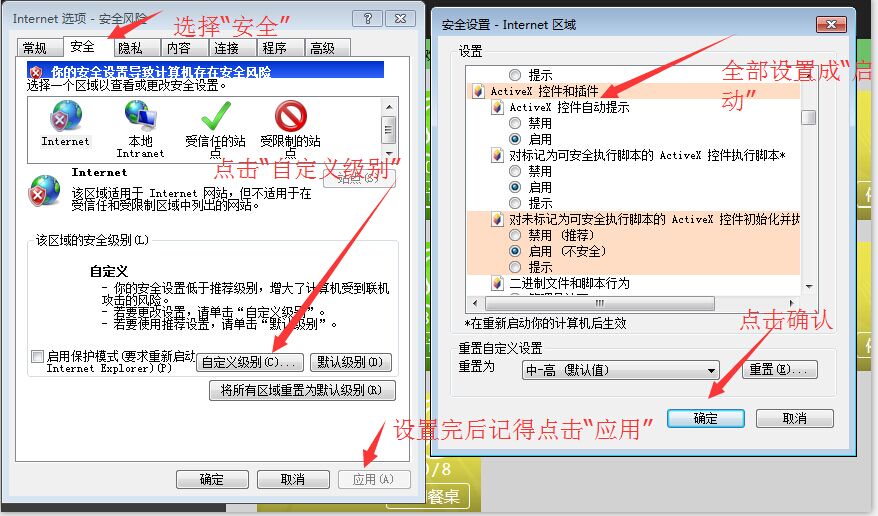 Internet 选项 - 安全风险
选择“安全”
常规
安全
隐私
内容
连接
程序
高级
你的安全设置导致计算机存在安全风险
选择一个区域以查看或更改安全设置。
Internet
本地
Intranet
受信任的站
点
受限制的站
点
点击“自定义级别”
Internet
站点(S)
该区域适用于 Internet 网站，但不适用于在
受信任和受限制区域中列出的网站。
该区域的安全级别(L)
自定义
- 你的安全设置低于推荐级别，增大了计算机受到联机
攻击的风险。
- 若要更改设置，请单击“自定义级别”。
- 若要使用推荐设置，请单击“默认级别”。
启用保护模式(要求重新启动
Internet Explorer)(P)
自定义级别(C)...
默认级别(D)
将所有区域重置为默认级别(R)
设置完后记得点击“应用”
确定
取消
应用(A)
安全设置 - Internet 区域
设置
提示
全部设置成“启
动”
ActiveX 控件和插件
ActiveX 控件自动提示
禁用
启用
对标记为可安全执行脚本的 ActiveX 控件执行脚本*
禁用
启用
提示
对未标记为可安全执行脚本的 ActiveX 控件初始化并执
禁用 (推荐)
启用 (不安全)
提示
二进制文件和脚本行为
*在重新启动你的计算机后生效
点击确认
重置自定义设置
重置为
中-高 (默认值)
重置(E)...
确定
取消
0/8
餐桌